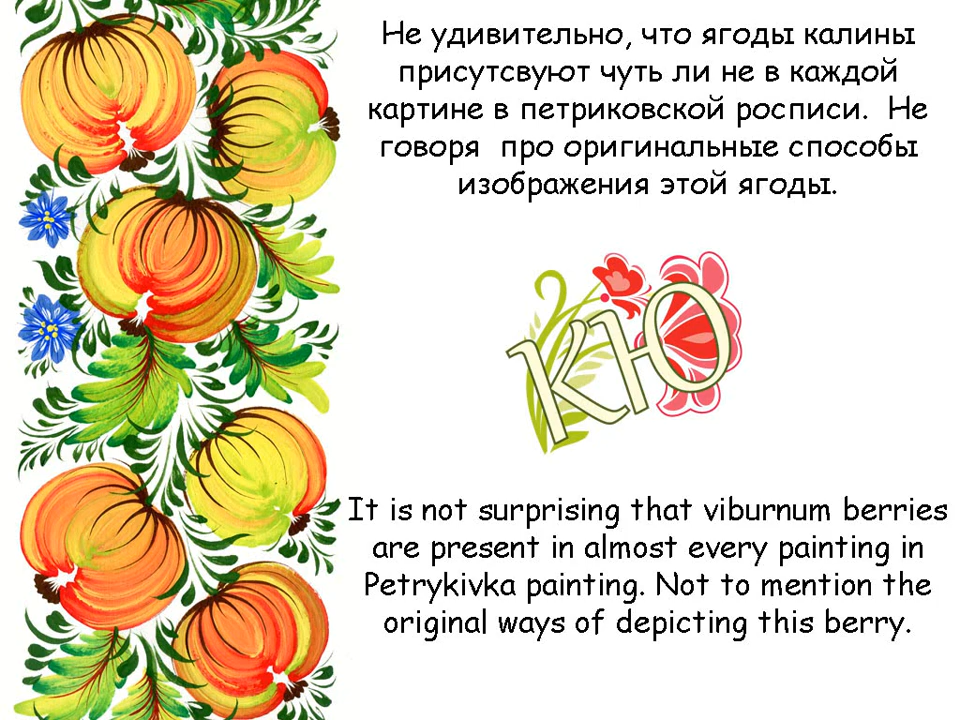 Не удивительно, что ягоды калины
присутсвуют чуть ли не в каждой
картине в петриковской росписи.  Не
говоря  про оригинальные способы
изображения этой ягоды.
КЮ
It is not surprising that viburnum berries
are present in almost every painting in
Petrykivka painting. Not to mention the
original ways of depicting this berry.